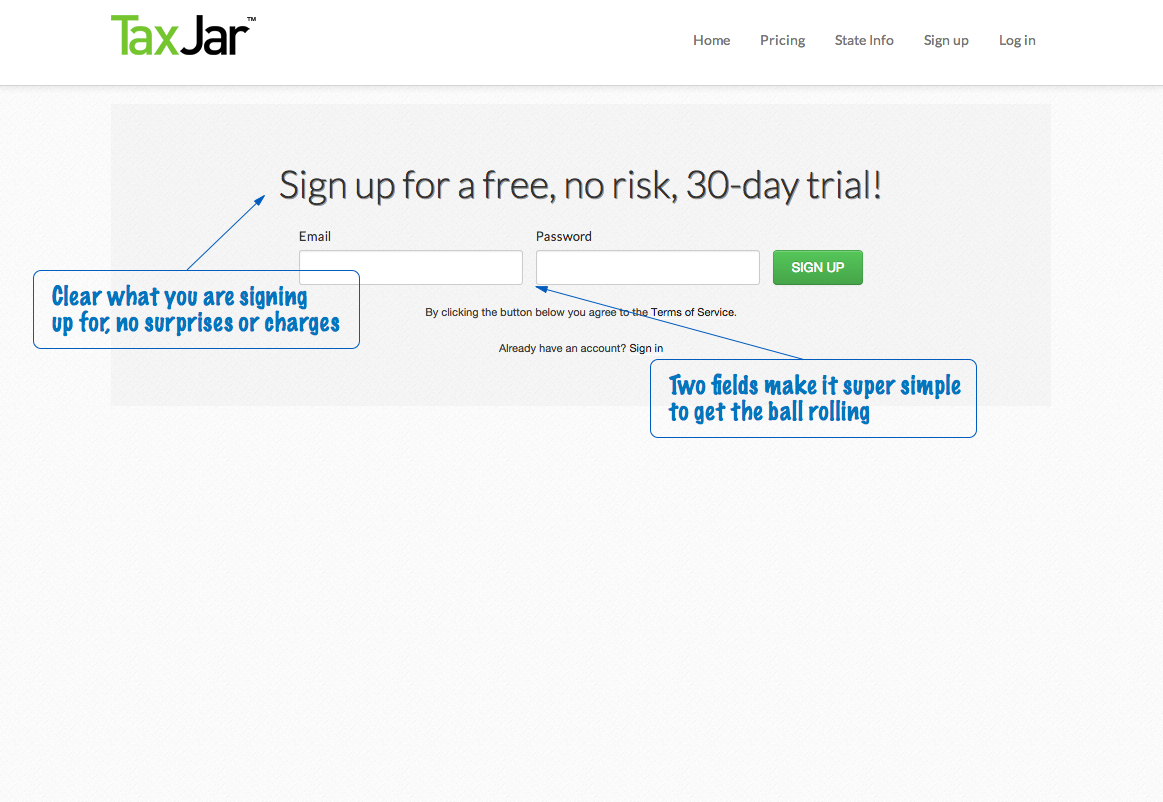 TaxJar™
Home Pricing State Info Sign up Log in
Sign up for a free, no risk, 30-day trial!
Email Password
SIGN UP
Clear what you are signing
up for, no surprises or charges
By clicking the button below you agree to the Terms of Service.
Already have an account? Sign in
Two fields make it super simple
to get the ball rolling